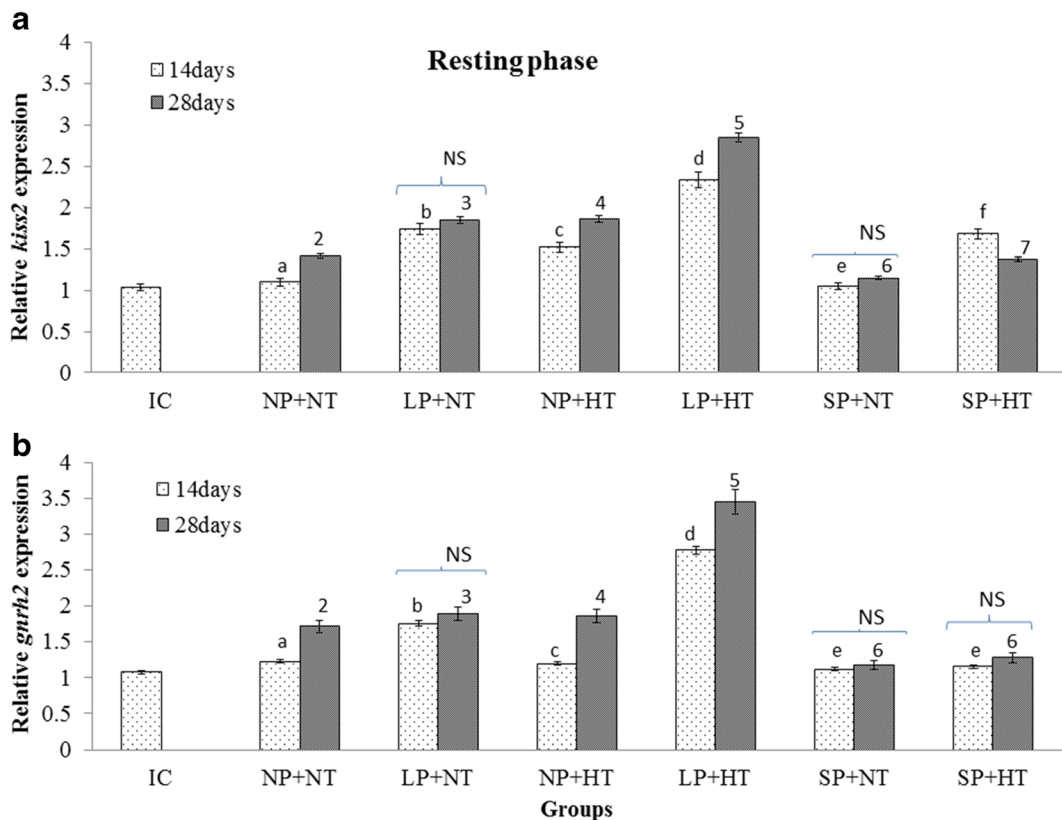 a
Resting phase
14days
28days
Relative kiss2 expression
4
3.5
3
2.5
2
1.5
1
0.5
0
a
2
NS
b
3
c
4
d
5
NS
e
6
f
7
IC NP+NT LP+NT NP+HT LP+HT SP+NT SP+HT
b
14days
28days
Relative gnrh2 expression
4
3.5
3
2.5
2
1.5
1
0.5
0
a
2
NS
b
3
c
4
d
5
NS
e
6
NS
e
6
IC NP+NT LP+NT NP+HT LP+HT SP+NT SP+HT
Groups